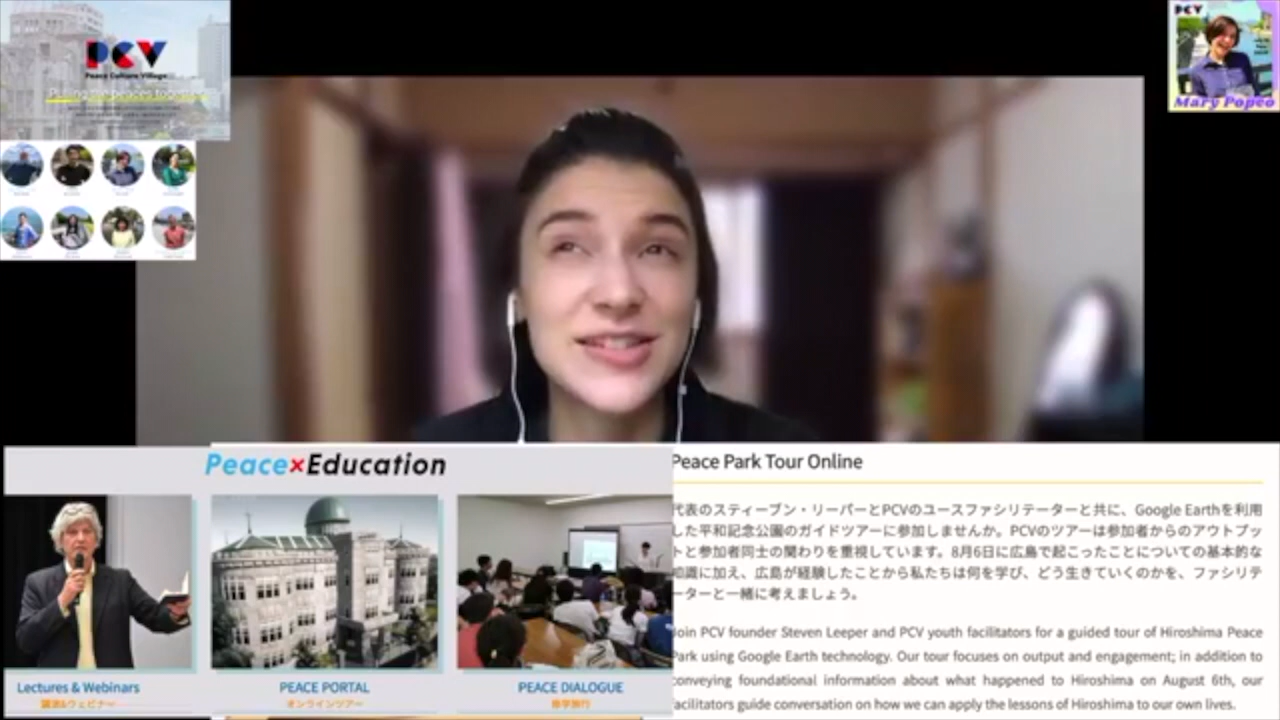 PCV
Peace Culture Village
Putting the peaces together
PCV
Mary Popeo
Peace×Education
Lectures & Webinars
講演&ウェビナー
PEACE PORTAL
オンラインツアー
PEACE DIALOGUE
修学旅行
Peace Park Tour Online
代表のスティーブン・リーパーとPCVのユースファシリテーターと共に、Google Earthを利用
した平和記念公園のガイドツアーに参加しませんか。PCVのツアーは参加者からのアウトプッ
トと参加者同士の関わりを重視しています。8月6日に広島で起こったことについての基本的な
知識に加え、広島が経験したことから私たちは何を学び、どう生きていくのかを、ファシリテ
ーターと一緒に考えましょう。
Join PCV founder Steven Leeper and PCV youth facilitators for a guided tour of Hiroshima Peace
Park using Google Earth technology. Our tour focuses on output and engagement; in addition to
conveying foundational information about what happened to Hiroshima on August 6th, our
facilitators guide conversation on how we can apply the lessons of Hiroshima to our own lives.